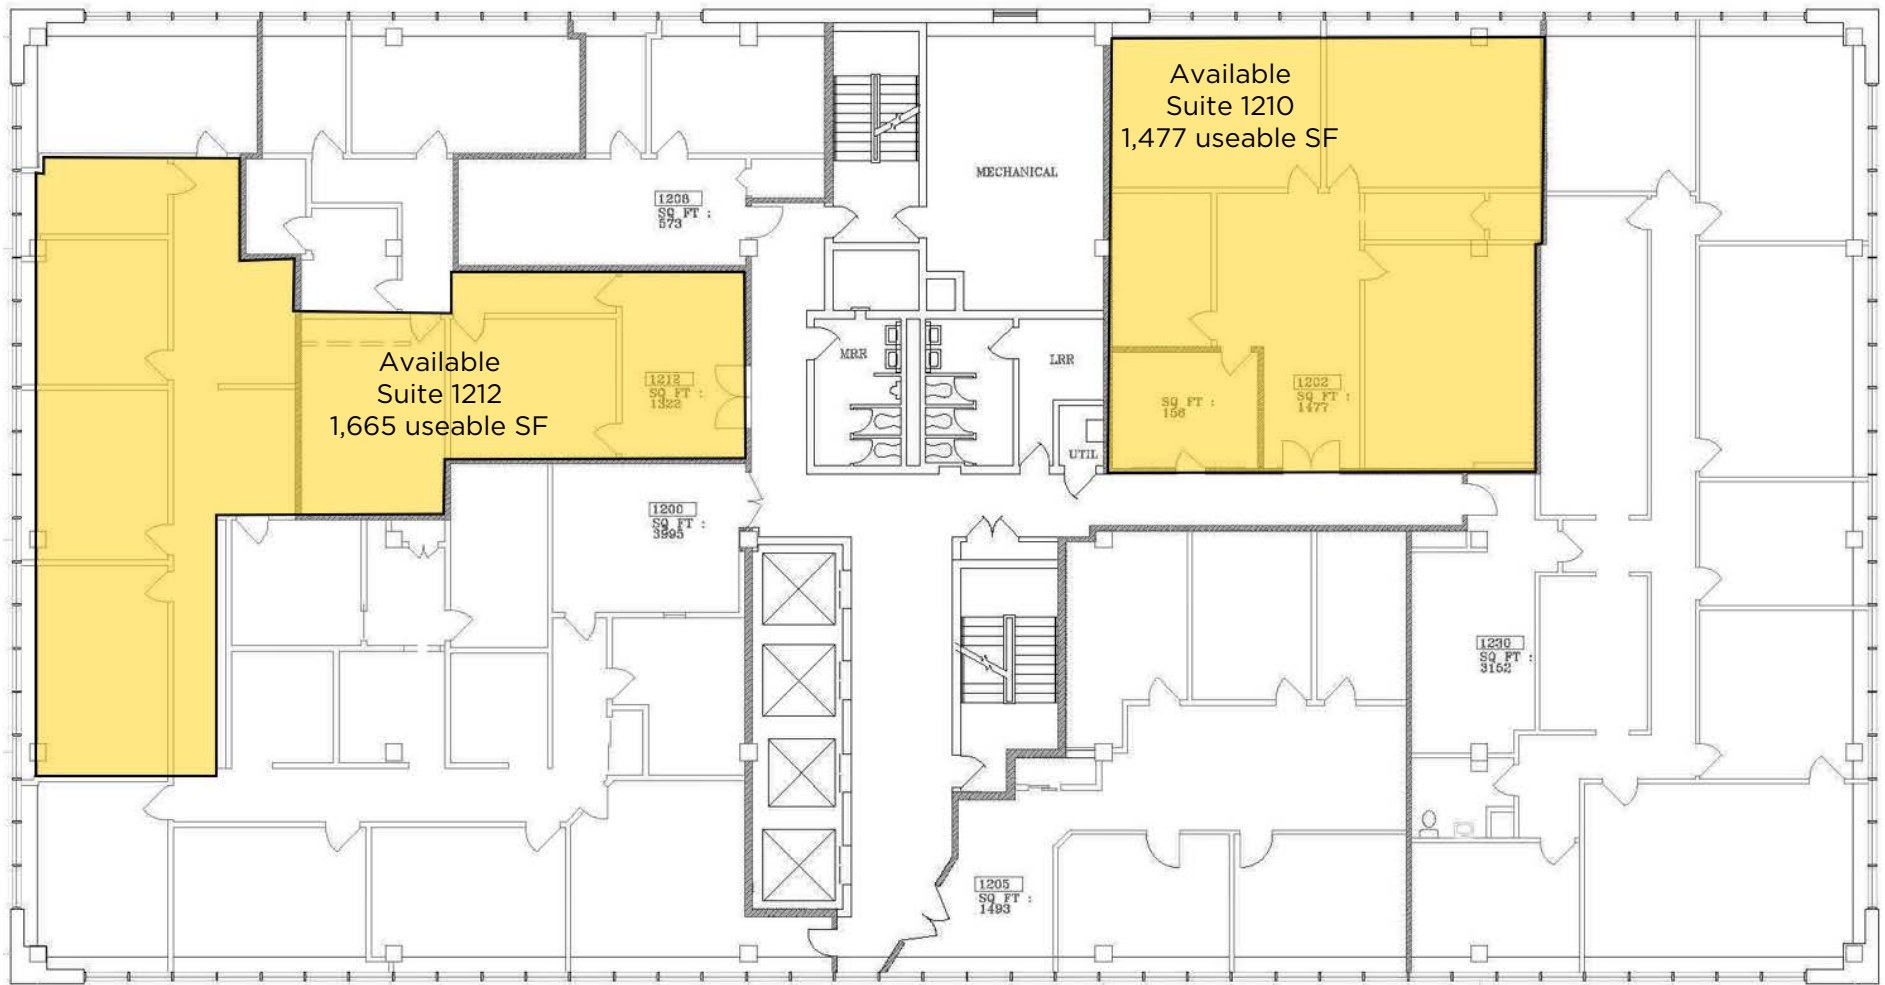 Available
Suite 1210
1,477 useable SF
MECHANICAL
1208
SQ FT :
573
MRR
LRR
Available
Suite 1212
1,665 useable SF
1212
SQ FT :
1322
SQ FT :
156
1202
SQ FT :
1477
UTIL
1200
SQ FT :
3995
1230
SQ FT :
3152
1205
SQ FT :
1493